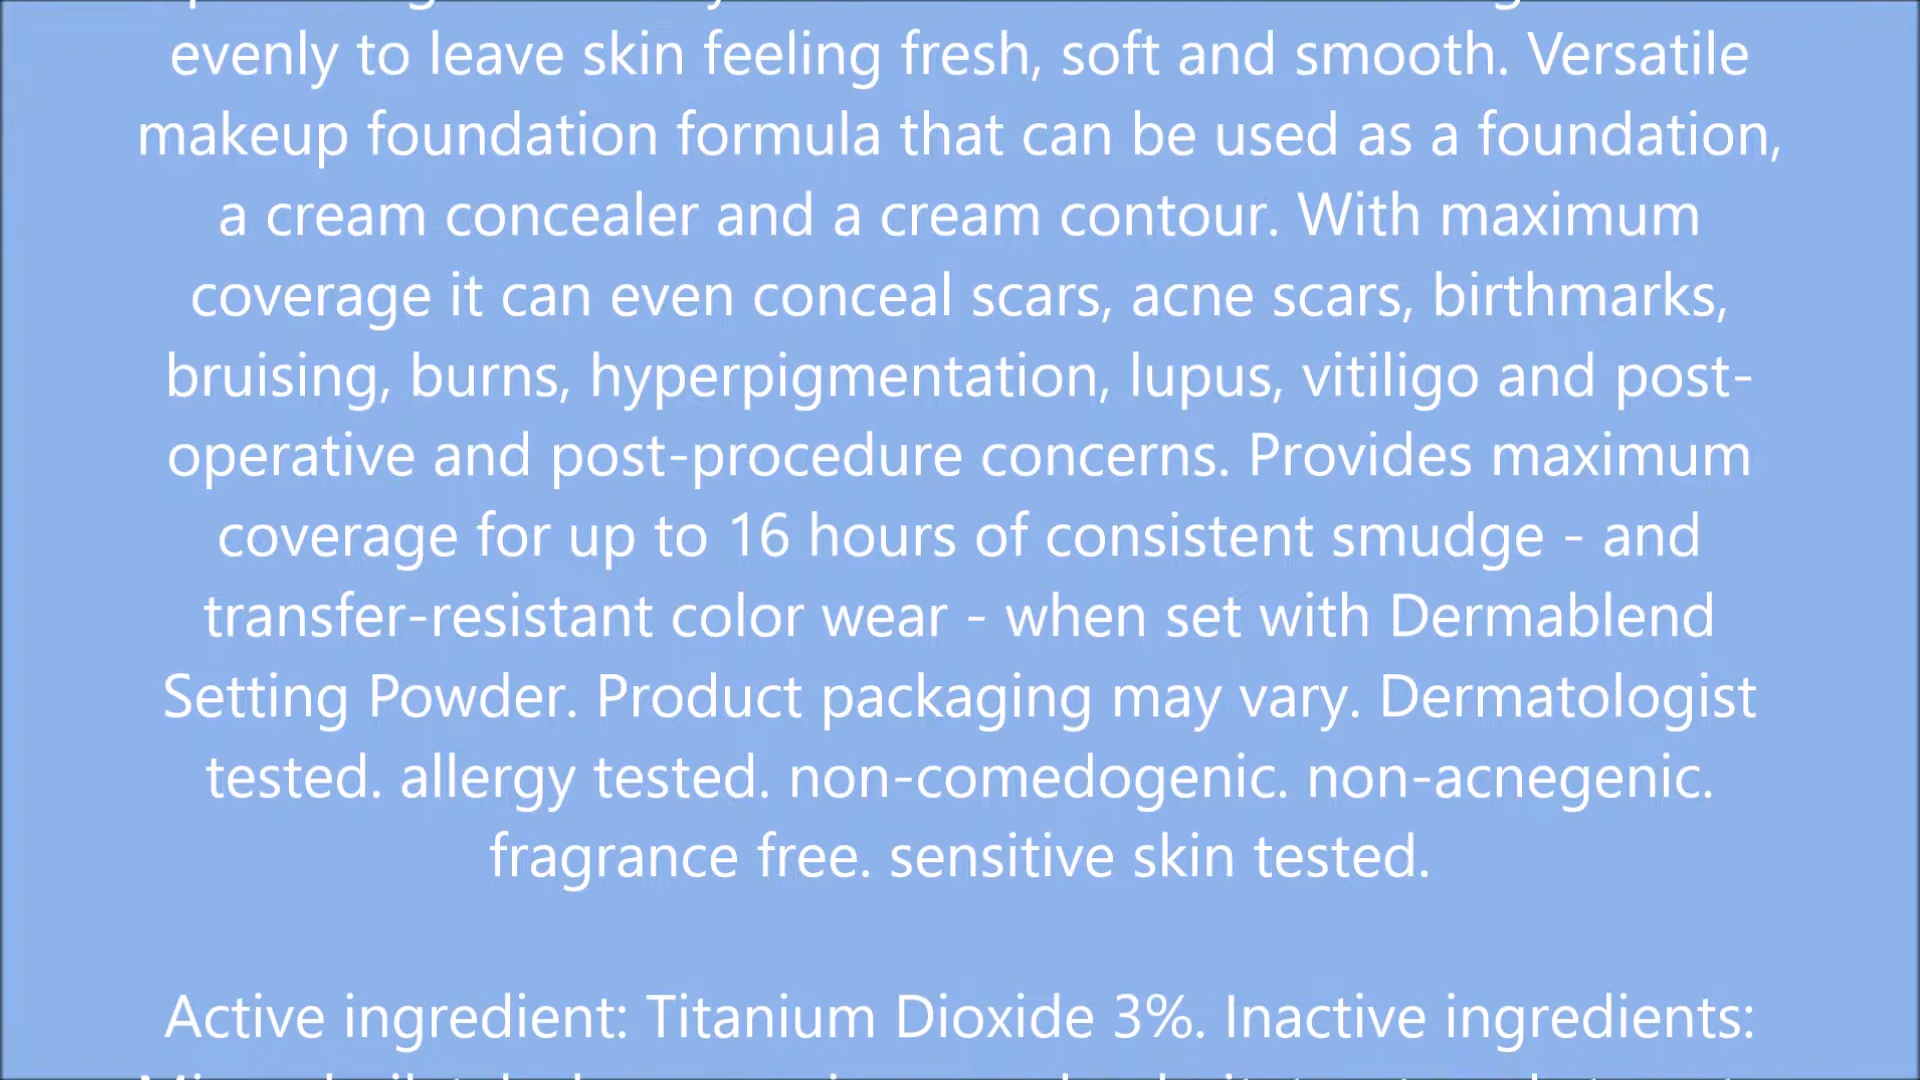 evenly to leave skin feeling fresh, soft and smooth. Versatile
makeup foundation formula that can be used as a foundation,
a cream concealer and a cream contour. With maximum
coverage it can even conceal scars, acne scars, birthmarks,
bruising, burns, hyperpigmentation, lupus, vitiligo and post-
operative and post-procedure concerns. Provides maximum
coverage for up to 16 hours of consistent smudge - and
transfer-resistant color wear - when set with Dermablend
Setting Powder. Product packaging may vary. Dermatologist
tested. allergy tested. non-comedogenic. non-acnegenic.
fragrance free. sensitive skin tested.
Active ingredient: Titanium Dioxide 3%. Inactive ingredients: